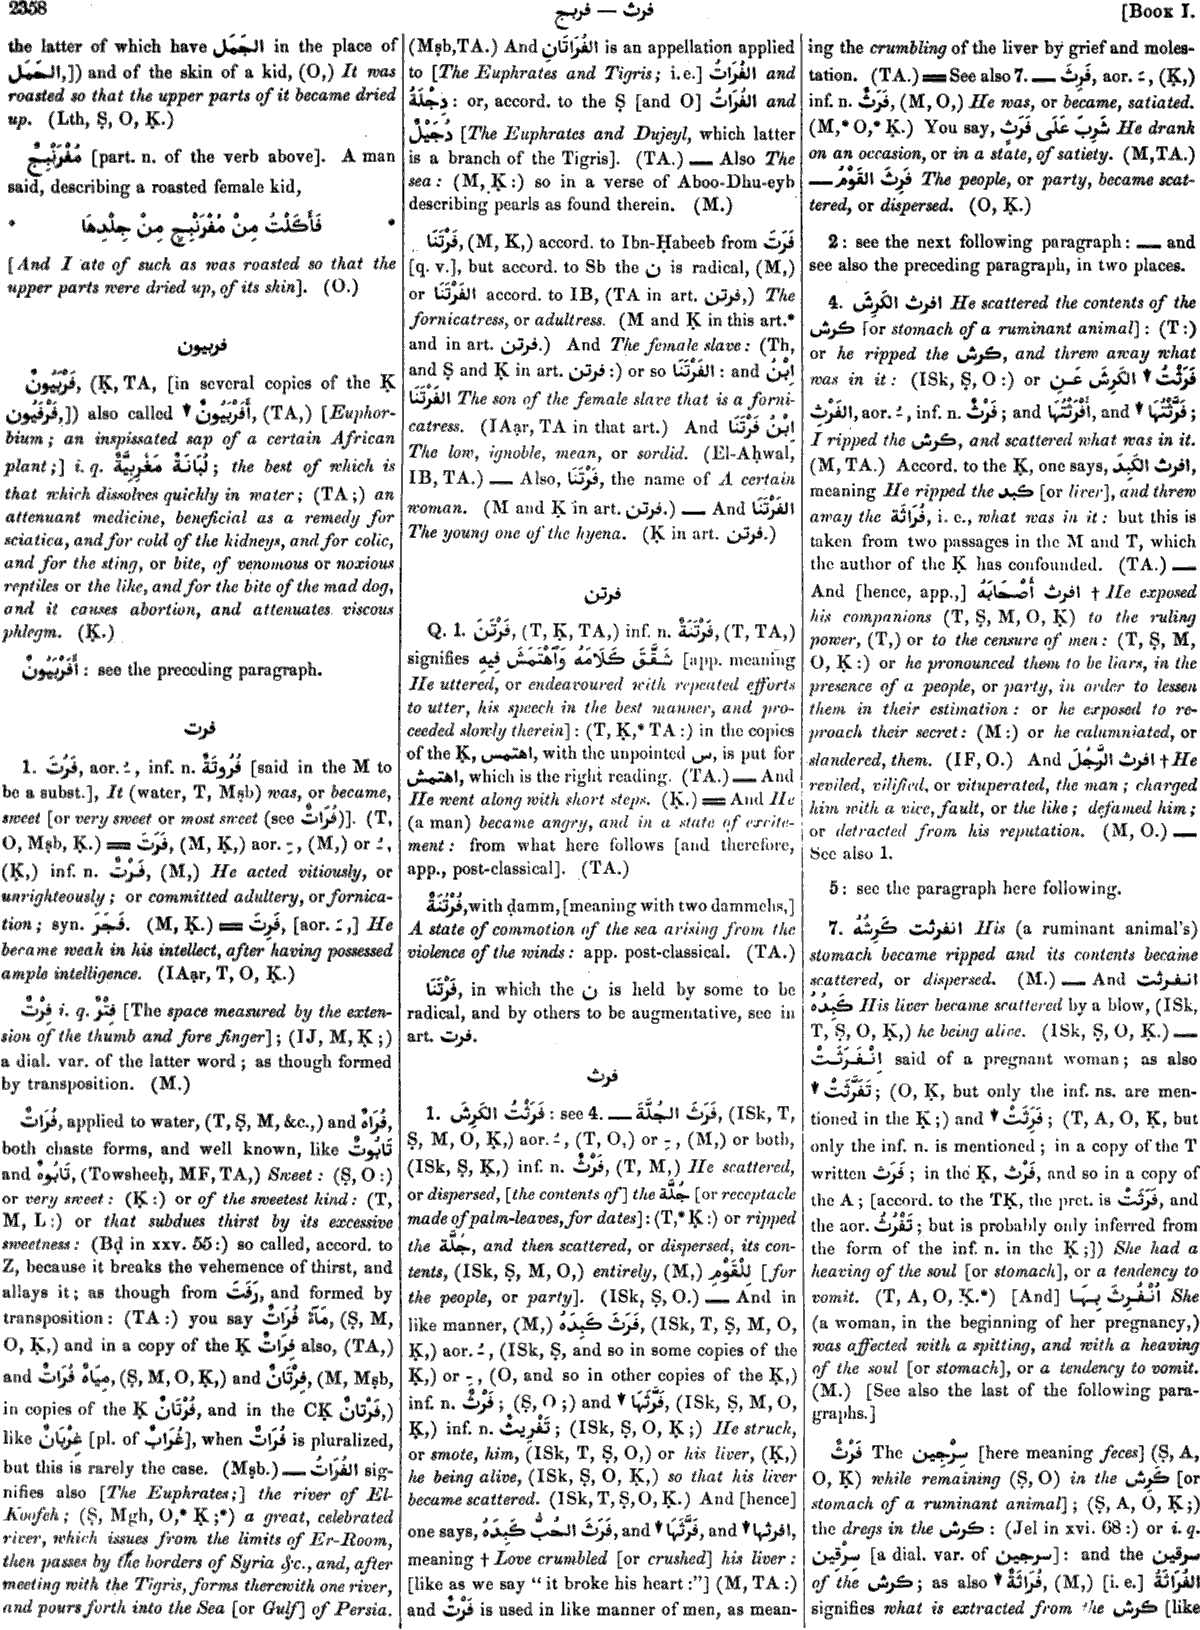 2358
فرث — فربج
[BOOK I.
the latter of which have الجَمَل in the place of
الحَمَل,]) and of the skin of a kid, (O,) It was
roasted so that the upper parts of it became dried
up. (Lth, Ṣ, O, Ḳ.)
مُفْرَنْبِجٌ [part. n. of the verb above]. A man
said, describing a roasted female kid,
* فَأَكَلْتُ مِنْ مُفْرَنْبِجٍ مِنْ جِلْدِهَا *
[And I ate of such as was roasted so that the
upper parts were dried up, of its skin]. (O.)
فربيون
فَرْبَيُونٌ, (Ḳ, TA, [in several copies of the Ḳ
فَرْفَيُون,]) also called ▼ أَفَرْبَيُونٌ, (TA,) [Euphor-
bium; an inspissated sap of a certain African
plant;] i. q. لُبَانَةٌ مَغْرِبِيَّةٌ; the best of which is
that which dissolves quickly in water; (TA;) an
attenuant medicine, beneficial as a remedy for
sciatica, and for cold of the kidneys, and for colic,
and for the sting, or bite, of venomous or noxious
reptiles or the like, and for the bite of the mad dog,
and it causes abortion, and attenuates viscous
phlegm. (Ḳ.)
أَفَرْبَيُونٌ: see the preceding paragraph.
فرت
1. فَرُتَ, aor. ـُ, inf. n. فُرُوتَةٌ [said in the M to
be a subst.], It (water, T, Mṣb) was, or became,
sweet [or very sweet or most sweet (see فُرَاتٌ)]. (T,
O, Mṣb, Ḳ.) = فَرَتَ, (M, Ḳ,) aor. ـِ, (M,) or ـُ,
(Ḳ,) inf. n. فَرْتٌ, (M,) He acted vitiously, or
unrighteously; or committed adultery, or fornica-
tion; syn. فَجَرَ. (M, Ḳ.) = فَرِتَ, [aor. ـَ,] He
became weak in his intellect, after having possessed
ample intelligence. (IAạr, T, O, Ḳ.)
فِرْتٌ i. q. فِتْرٌ [The space measured by the exten-
sion of the thumb and fore finger]; (IJ, M, Ḳ;)
a dial. var. of the latter word; as though formed
by transposition. (M.)
فُرَاتٌ, applied to water, (T, Ṣ, M, &c.,) and فُرَاهٌ,
both chaste forms, and well known, like تَابُوتٌ
and تَابُوهٌ, (Towsheeḥ, MF, TA,) Sweet: (Ṣ, O:)
or very sweet: (Ḳ:) or of the sweetest kind: (T,
M, L:) or that subdues thirst by its excessive
sweetness: (Bḍ in xxv. 55:) so called, accord. to
Z, because it breaks the vehemence of thirst, and
allays it; as though from رَفَتَ, and formed by
transposition: (TA:) you say مَآءٌ فُرَاتٌ, (Ṣ, M,
O, Ḳ,) and in a copy of the Ḳ فِرَاتٌ also, (TA,)
and مِيَاهٌ فُرَاتٌ, (Ṣ, M, O, Ḳ,) and فِرْتَانٌ, (M, Mṣb,
in copies of the Ḳ فُرْتَانٌ, and in the CḲ فَرْتَانٌ,)
like غِرْبَانٌ [pl. of غُرَابٌ], when فُرَاتٌ is pluralized,
but this is rarely the case. (Mṣb.) — الفُرَاتُ sig-
nifies also [The Euphrates;] the river of El-
Koofeh; (Ṣ, Mgh, O,* Ḳ;*) a great, celebrated
river, which issues from the limits of Er-Room,
then passes by the borders of Syria &c., and, after
meeting with the Tigris, forms therewith one river,
and pours forth into the Sea [or Gulf] of Persia.
(Mṣb, TA.) And الفُرَاتَانِ is an appellation applied
to [The Euphrates and Tigris; i. e.] الفُرَاتُ and
دِجْلَةُ: or, accord. to the Ṣ [and O] الفُرَاتُ and
دُجَيْلٌ [The Euphrates and Dujeyl, which latter
is a branch of the Tigris]. (TA.) — Also The
sea: (M, Ḳ:) so in a verse of Aboo-Dhu-eyb
describing pearls as found therein. (M.)
فَرْتَنَا, (M, K,) accord. to Ibn-Ḥabeeb from فَرَتَ
[q. v.], but accord. to Sb the ن is radical, (M,)
or الفَرْتَنَا accord. to IB, (TA in art. فرتن,) The
fornicatress, or adultress. (M and Ḳ in this art.*
and in art. فرتن.) And The female slave: (Th,
and Ṣ and Ḳ in art. فرتن:) or so الفَرْتَنَا: and اِبْنُ
الفَرْتَنَا The son of the female slave that is a forni-
catress. (IAạr, TA in that art.) And اِبْنُ فَرْتَنَا
The low, ignoble, mean, or sordid. (El-Aḥwal,
IB, TA.) — Also, فَرْتَنَا, the name of A certain
woman. (M and Ḳ in art. فرتن.) — And الفَرْتَنَا
The young one of the hyena. (K in art. فرتن.)
فرتن
Q. 1. فَرْتَنَ, (T, Ḳ, TA,) inf. n. فَرْتَنَةٌ, (T, TA,)
signifies شَقَّقَ كَلَامَهُ وَٱهْتَمَشَ فِيهِ [app. meaning
He uttered, or endeavoured with repeated efforts
to utter, his speech in the best manner, and pro-
ceeded slowly therein]: (T, Ḳ,* TA:) in the copies
of the Ḳ, اهتمس, with the unpointed س, is put for
اهتمش, which is the right reading. (TA.) — And
He went along with short steps. (Ḳ.) = And He
(a man) became angry, and in a state of excite-
ment: from what here follows [and therefore,
app., post-classical]. (TA.)
فُرْتُنَةٌ, with ḍamm, [meaning with two ḍammehs,]
A state of commotion of the sea arising from the
violence of the winds: app. post-classical. (TA.)
فَرْتَنَا, in which the ن is held by some to be
radical, and by others to be augmentative, see in
art. فرت.
فرث
1. فَرَثْتُ الكَرِشَ: see 4. — فَرَثَ الجُلَّةَ, (ISk, T,
Ṣ, M, O, Ḳ,) aor. ـُ, (T, O,) or ـِ, (M,) or both,
(ISk, Ṣ, Ḳ,) inf. n. فَرْثٌ, (T, M,) He scattered,
or dispersed, [the contents of] the جُلَّة [or receptacle
made of palm-leaves, for dates]: (T,* Ḳ:) or ripped
the جُلَّة, and then scattered, or dispersed, its con-
tents, (ISk, Ṣ, M, O,) entirely, (M,) لِلْقَوْمِ [for
the people, or party]. (ISk, Ṣ, O.) — And in
like manner, (M,) فَرَثَ كَبِدَهُ, (ISk, T, Ṣ, M, O,
Ḳ,) aor. ـُ, (ISk, Ṣ, and so in some copies of the
Ḳ,) or ـِ, (O, and so in other copies of the Ḳ,)
inf. n. فَرْثٌ; (Ṣ, O;) and ▼ فَرَّثَهَا, (ISk, Ṣ, M, O,
Ḳ,) inf. n. تَفْرِيثٌ; (ISk, Ṣ, O, Ḳ;) He struck,
or smote, him, (ISk, T, Ṣ, O,) or his liver, (Ḳ,)
he being alive, (ISk, Ṣ, O, Ḳ,) so that his liver
became scattered. (ISk, T, Ṣ, O, Ḳ.) And [hence]
one says, فَرَثَ الحُبُّ كَبِدَهُ, and ▼ فَرَّثَهَا, and ▼ افرثها,
meaning † Love crumbled [or crushed] his liver:
[like as we say “it broke his heart:”] (M, TA:)
and فَرْثٌ is used in like manner of men, as mean-
ing the crumbling of the liver by grief and moles-
tation. (TA.) = See also 7. — فَرِثَ, aor. ـَ, (Ḳ,)
inf. n. فَرَثٌ, (M, O,) He was, or became, satiated.
(M,* O,* Ḳ.) You say, شَرِبَ عَلَى فَرَثٍ He drank
on an occasion, or in a state, of satiety. (M, TA.)
— فَرِثَ القَوْمُ The people, or party, became scat-
tered, or dispersed. (O, Ḳ.)
2: see the next following paragraph: — and
see also the preceding paragraph, in two places.
4. افرث الكَرِشَ He scattered the contents of the
كرش [or stomach of a ruminant animal]: (T:)
or he ripped the كرش, and threw away what
was in it: (ISk, Ṣ, O:) or فَرَثْتُ ▼ الكَرِشَ عَنِ
الفَرْثِ, aor. ـُ, inf. n. فَرْثٌ; and أَفْرَثْتُهَا, and ▼ فَرَّثْتُهَا;
I ripped the كرش, and scattered what was in it.
(M, TA.) Accord. to the Ḳ, one says, افرث الكَبِدَ,
meaning He ripped the كبد [or liver], and threw
away the فُرَاثَة, i. e., what was in it: but this is
taken from two passages in the M and T, which
the author of the Ḳ has confounded. (TA.) —
And [hence, app.,] افرث أَصْحَابَهُ † He exposed
his companions (T, Ṣ, M, O, Ḳ) to the ruling
power, (T,) or to the censure of men: (T, Ṣ, M,
O, Ḳ:) or he pronounced them to be liars, in the
presence of a people, or party, in order to lessen
them in their estimation: or he exposed to re-
proach their secret: (M:) or he calumniated, or
slandered, them. (IF, O.) And افرث الرَّجُلَ † He
reviled, vilified, or vituperated, the man; charged
him with a vice, fault, or the like; defamed him;
or detracted from his reputation. (M, O.) —
See also 1.
5: see the paragraph here following.
7. انفرثت كَرِشُهُ His (a ruminant animal's)
stomach became ripped and its contents became
scattered, or dispersed. (M.) — And انفرثت
كَبِدُهُ His liver became scattered by a blow, (ISk,
T, Ṣ, O, Ḳ,) he being alive. (ISk, Ṣ, O, Ḳ.) —
اِنْفَرَثَتْ said of a pregnant woman; as also
▼ تَفَرَّثَتْ; (O, Ḳ, but only the inf. ns. are men-
tioned in the Ḳ;) and ▼ فَرِثَتْ; (T, A, O, Ḳ, but
only the inf. n. is mentioned; in a copy of the T
written فَرَث; in the Ḳ, فَرْث, and so in a copy of
the A; [accord. to the TḲ, the pret. is فَرَثَتْ, and
the aor. تَفْرُثُ; but is probably only inferred from
the form of the inf. n. in the Ḳ;]) She had a
heaving of the soul [or stomach], or a tendency to
vomit. (T, A, O, Ḳ.*) [And] اُنْفُرِثَ بِهَا She
(a woman, in the beginning of her pregnancy,)
was affected with a spitting, and with a heaving
of the soul [or stomach], or a tendency to vomit.
(M.) [See also the last of the following para-
graphs.]
فَرْثٌ The سِرْجِين [here meaning feces] (Ṣ, A,
O, Ḳ) while remaining (Ṣ, O) in the كَرِش [or
stomach of a ruminant animal]; (Ṣ, A, O, Ḳ;)
the dregs in the كرش: (Jel in xvi. 68:) or i. q.
سِرْقِين [a dial. var. of سرجين]: and the سرقين
of the كرش; as also ▼ فُرَاثَةٌ, (M,) [i. e.] الفُرَاثَةُ
signifies what is extracted from the كرش [like